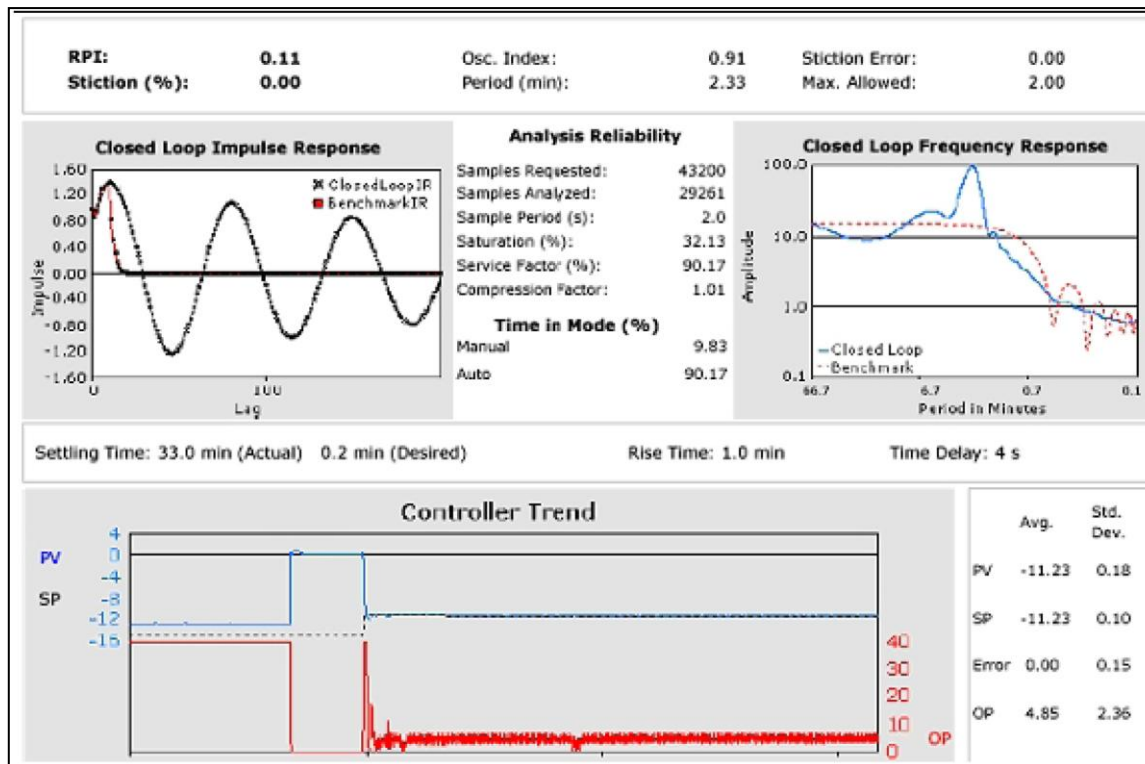 RPI: 0.11 Osc. Index: 0.91 Stiction Error: 0.00
Stiction (%): 0.00 Period (min): 2.33 Max. Allowed: 2.00
Closed Loop Impulse Response
1.60
1.20
0.80
0.40
0.00
-0.40
-0.80
-1.20
-1.60
Impulse
ClosedLoopIR
BenchmarkIR
0 100
Lag
Analysis Reliability
Samples Requested: 43200
Samples Analyzed: 29261
Sample Period (s): 2.0
Saturation (%): 32.13
Service Factor (%): 90.17
Compression Factor: 1.01
Time in Mode (%)
Manual 9.83
Auto 90.17
Closed Loop Frequency Response
100.0
10.0
1.0
0.1
Amplitude
Closed Loop
Benchmark
66.7 6.7 0.7 0.1
Period in Minutes
Settling Time: 33.0 min (Actual) 0.2 min (Desired) Rise Time: 1.0 min Time Delay: 4 s
Controller Trend
PV
SP
4
0
-4
-8
-12
-16
40
30
20
10
0
OP
Avg. Std. Dev.
PV -11.23 0.18
SP -11.23 0.10
Error 0.00 0.15
OP 4.85 2.36